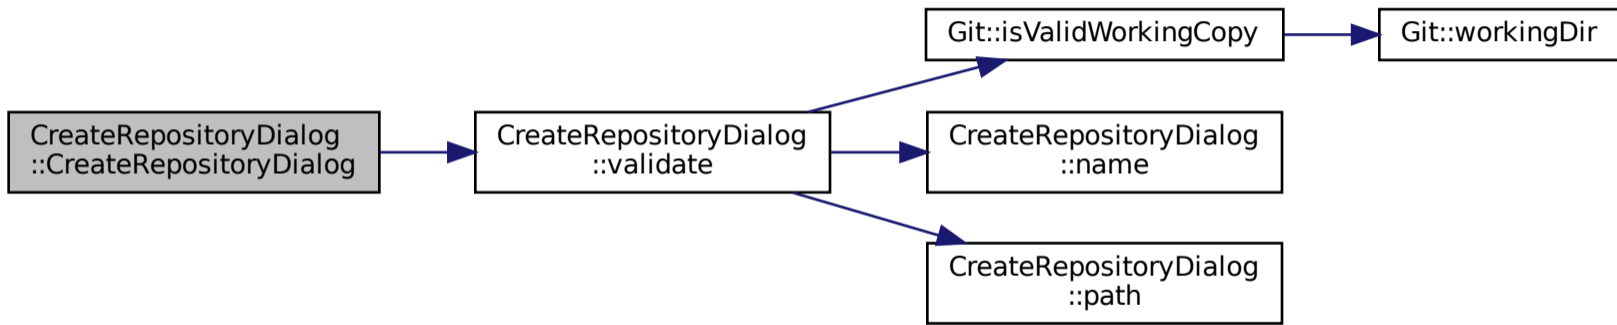 CreateRepositoryDialog
::CreateRepositoryDialog
CreateRepositoryDialog
::validate
Git::isValidWorkingCopy
Git::workingDir
CreateRepositoryDialog
::name
CreateRepositoryDialog
::path